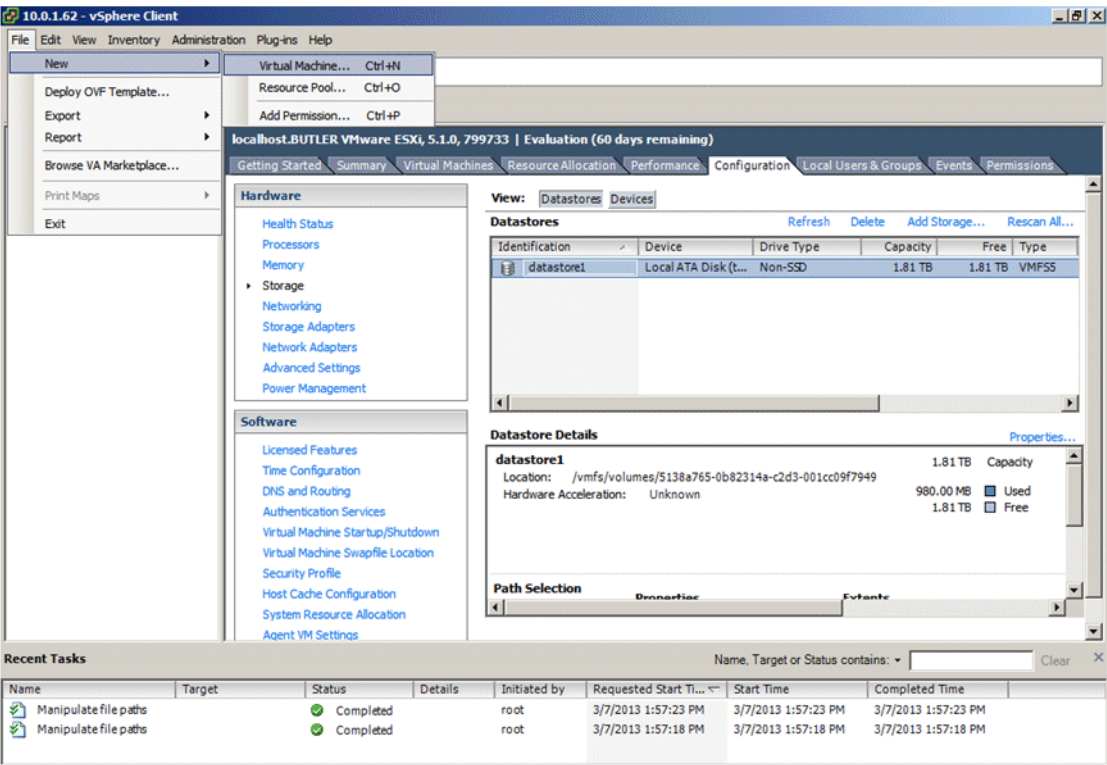 10.0.1.62 - vSphere Client
File Edit View Inventory Administration Plug-ins Help
New
Deploy OVF Template...
Export
Report
Browse VA Marketplace...
Print Maps
Exit
Virtual Machine... Ctrl+N
Resource Pool... Ctrl+O
Add Permission... Ctrl+P
localhost.BUTLER VMware ESXi, 5.1.0, 799733 | Evaluation (60 days remaining)
Getting Started Summary Virtual Machines Resource Allocation Performance Configuration Local Users & Groups Events Permissions
Hardware
Health Status
Processors
Memory
Storage
Networking
Storage Adapters
Network Adapters
Advanced Settings
Power Management
Software
Licensed Features
Time Configuration
DNS and Routing
Authentication Services
Virtual Machine Startup/Shutdown
Virtual Machine Swapfile Location
Security Profile
Host Cache Configuration
System Resource Allocation
Agent VM Settings
View: Datastores Devices
Datastores Refresh Delete Add Storage... Rescan All...
Identification Device Drive Type Capacity Free Type
datastore1 Local ATA Disk (t... Non-SSD 1.81 TB 1.81 TB VMFS5
Datastore Details Properties...
datastore1 1.81 TB Capacity
Location: /vmfs/volumes/5138a765-0b82314a-c2d3-001cc09f7949
Hardware Acceleration: Unknown
980.00 MB Used
1.81 TB Free
Path Selection Properties Extents
Recent Tasks Name, Target or Status contains: Clear
Name Target Status Details Initiated by Requested Start Ti... Start Time Completed Time
Manipulate file paths Completed root 3/7/2013 1:57:23 PM 3/7/2013 1:57:23 PM 3/7/2013 1:57:23 PM
Manipulate file paths Completed root 3/7/2013 1:57:18 PM 3/7/2013 1:57:18 PM 3/7/2013 1:57:18 PM